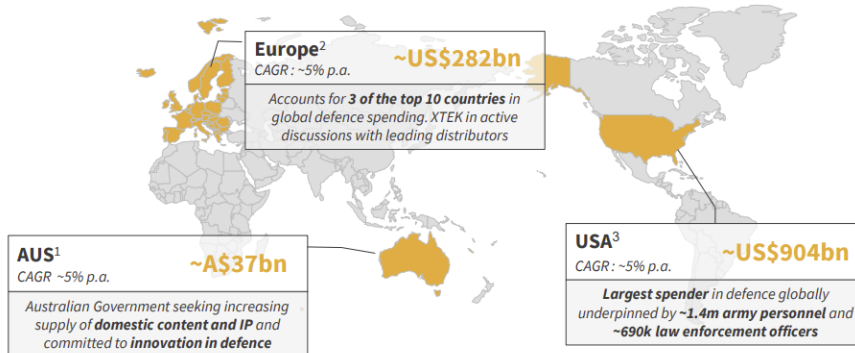 Europe2
~US$282bn
CAGR : ~5% p.a.
Accounts for 3 of the top 10 countries in
global defence spending. XTEK in active
discussions with leading distributors
AUS1
~A$37bn
CAGR ~5% p.a.
Australian Government seeking increasing
supply of domestic content and IP and
committed to innovation in defence
USA3
~US$904bn
CAGR : ~5% p.a.
Largest spender in defence globally
underpinned by ~1.4m army personnel and
~690k law enforcement officers